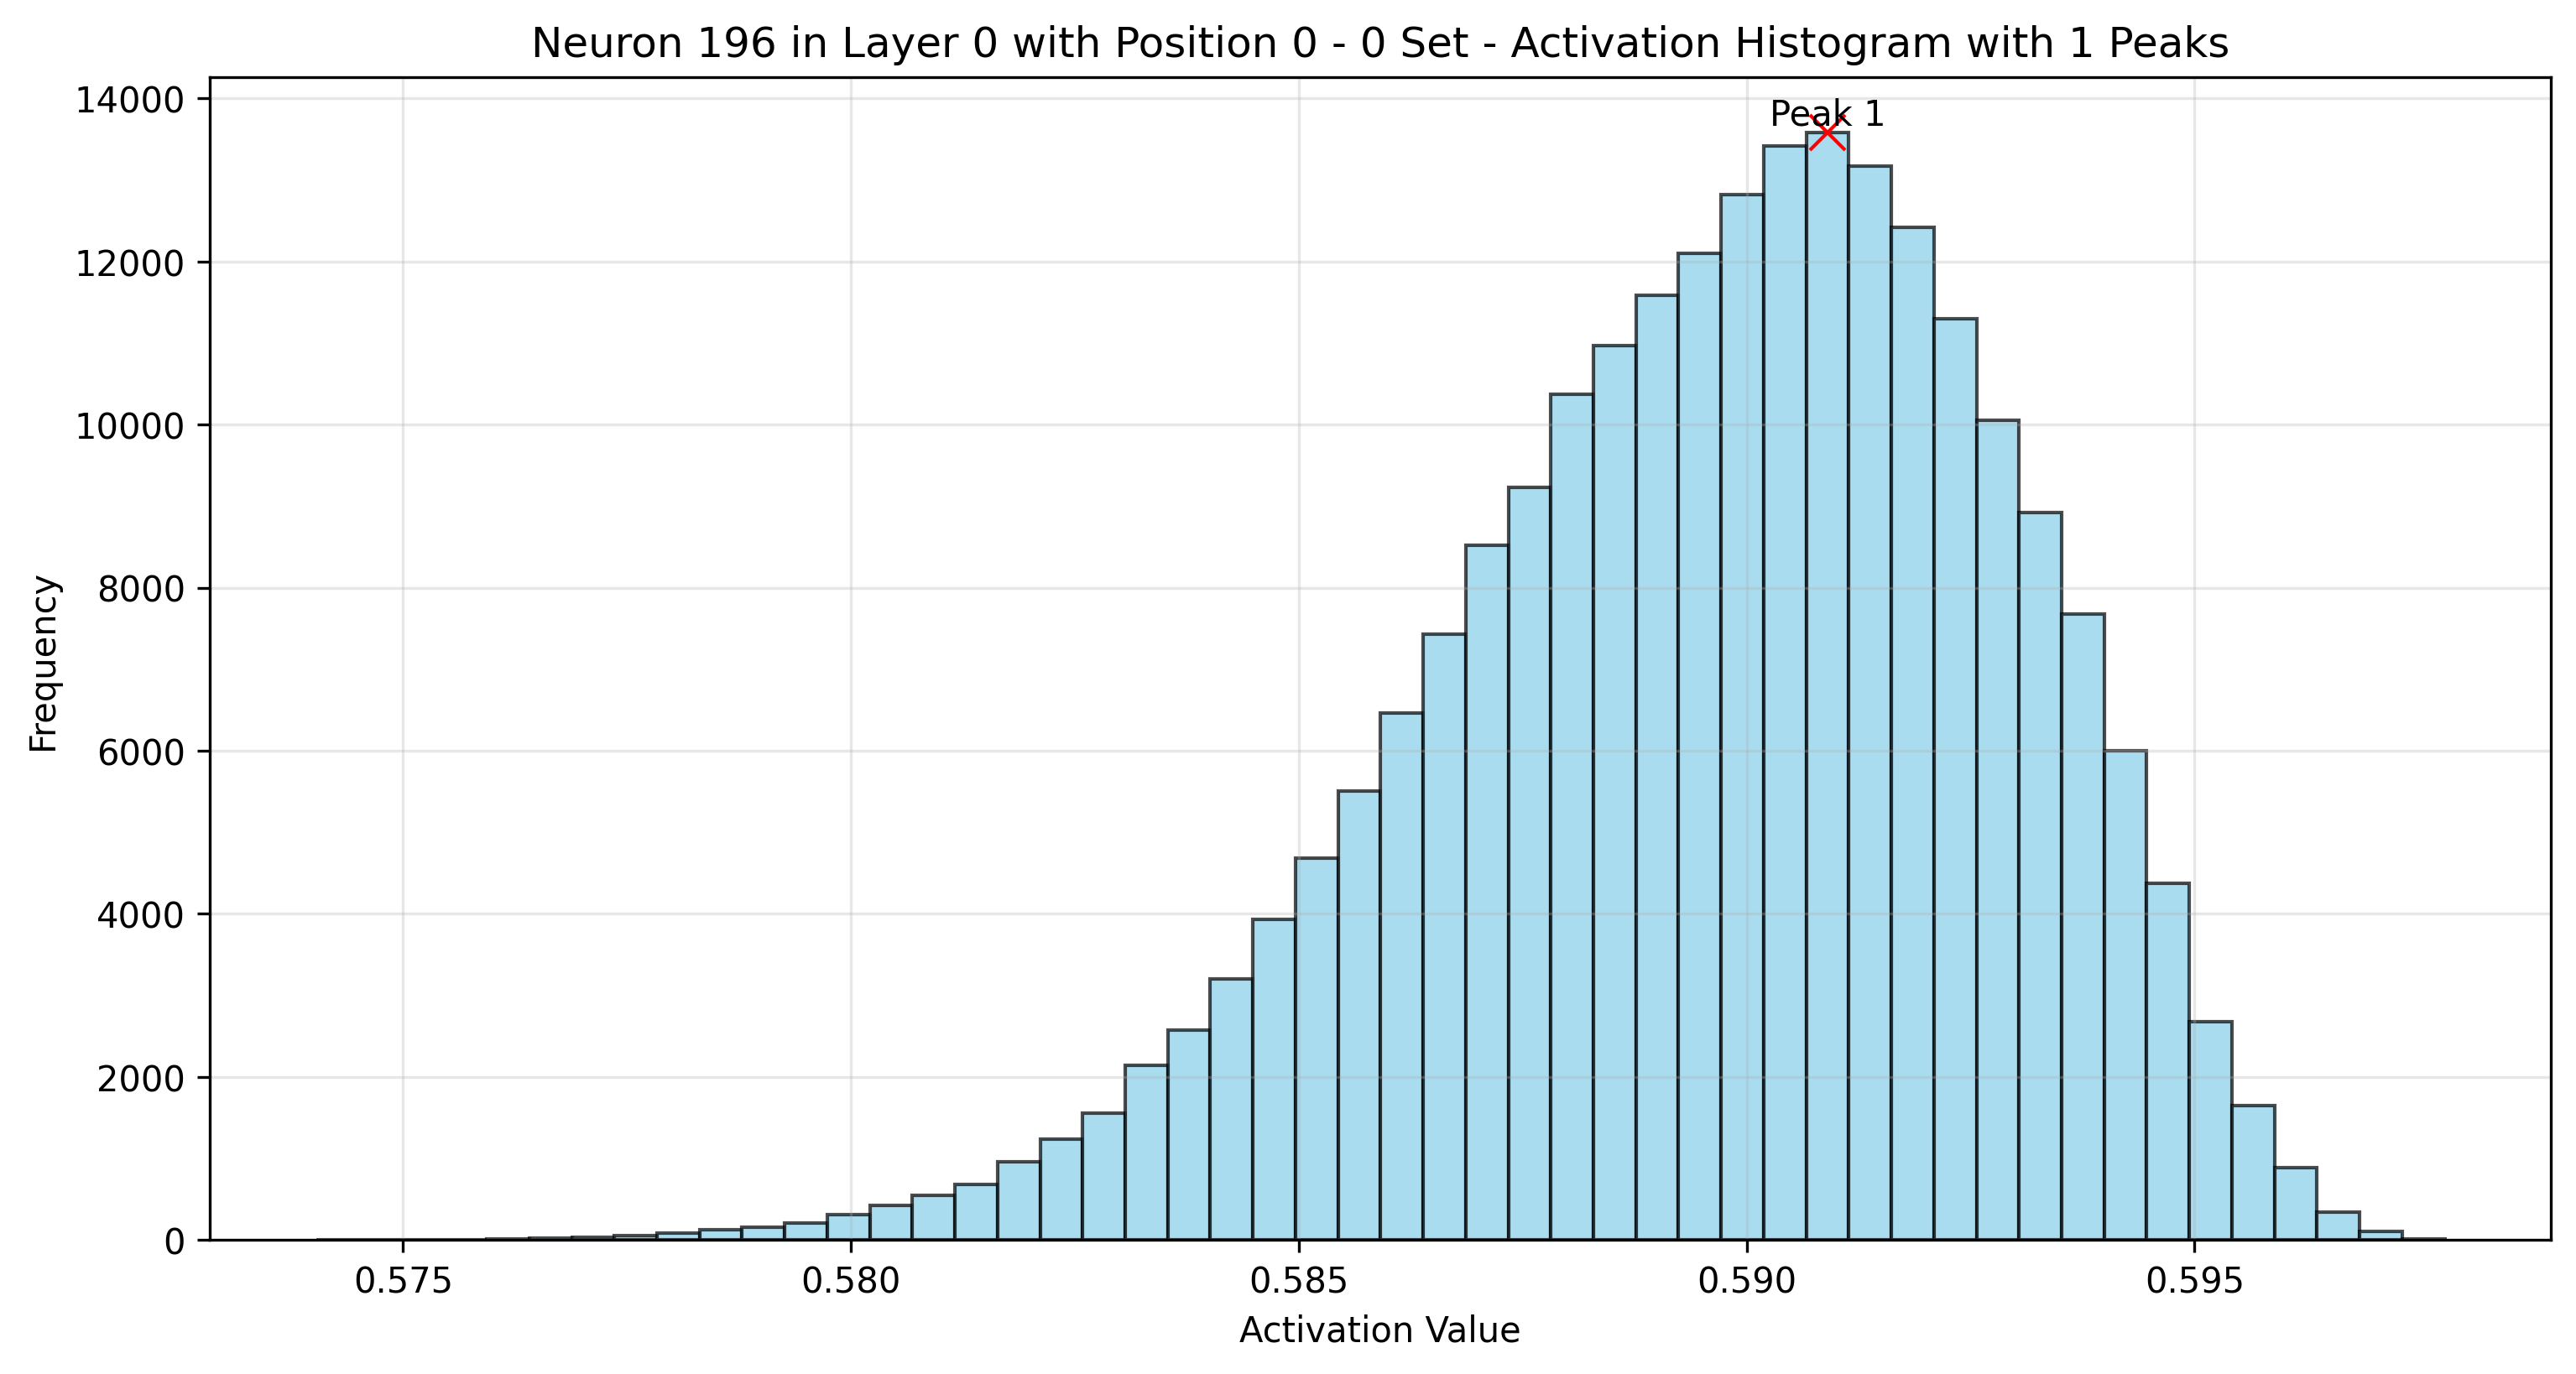 Neuron 196 in Layer 0 with Position 0 - 0 Set - Activation Histogram with 1 Peaks
14000
Peak 1
12000
10000
8000
6000
4000
2000
0
Frequency
0.575 0.580 0.585 0.590 0.595
Activation Value